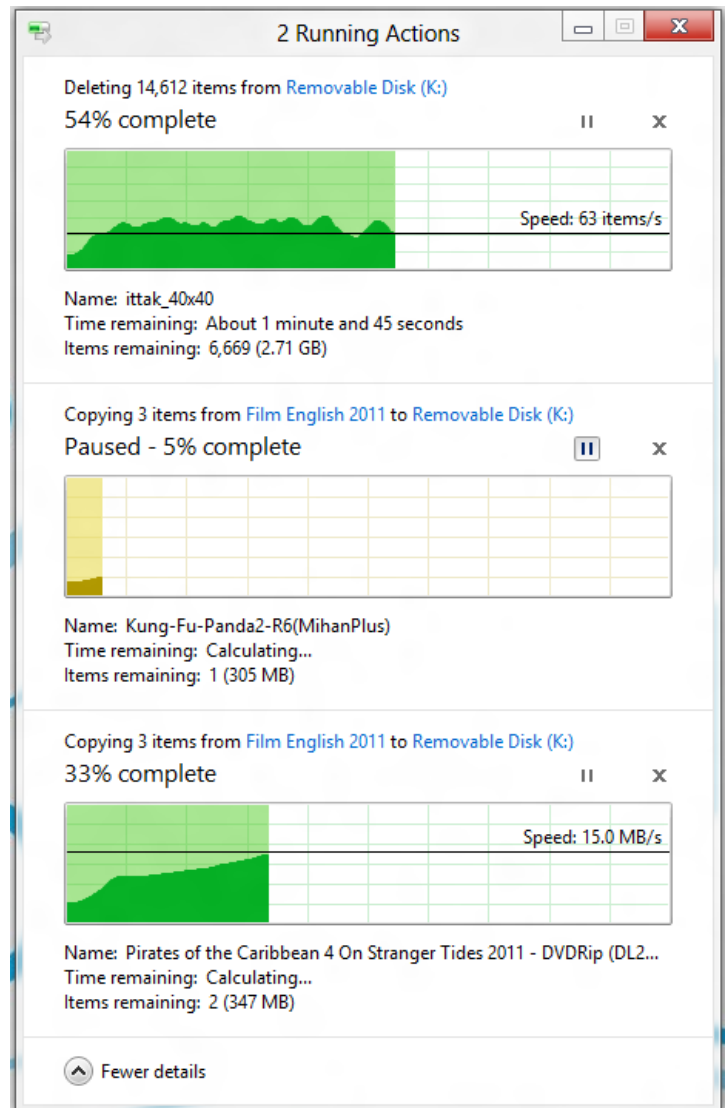 2 Running Actions
Deleting 14,612 items from Removable Disk (K:)
54% complete
Speed: 63 items/s
Name: ittak_40x40
Time remaining: About 1 minute and 45 seconds
Items remaining: 6,669 (2.71 GB)
Copying 3 items from Film English 2011 to Removable Disk (K:)
Paused - 5% complete
Name: Kung-Fu-Panda2-R6(MihanPlus)
Time remaining: Calculating...
Items remaining: 1 (305 MB)
Copying 3 items from Film English 2011 to Removable Disk (K:)
33% complete
Speed: 15.0 MB/s
Name: Pirates of the Caribbean 4 On Stranger Tides 2011 - DVDRip (DL2...
Time remaining: Calculating...
Items remaining: 2 (347 MB)
Fewer details